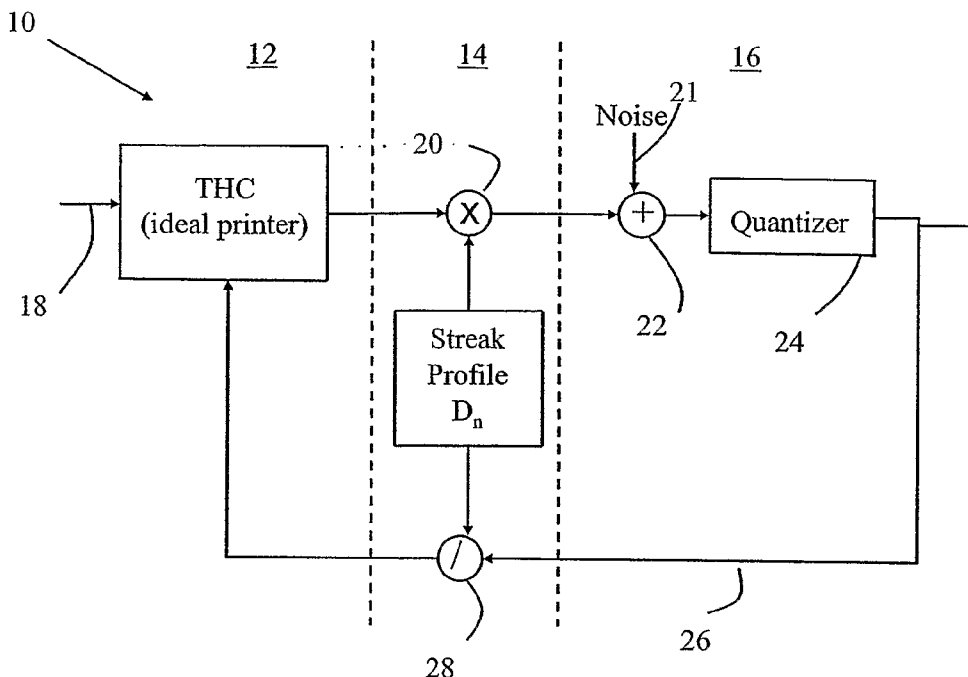 10
12
14
16
21
Noise
20
THC
(ideal printer)
X
+
Quantizer
18
22
24
Streak
Profile
Dn
/
26
28